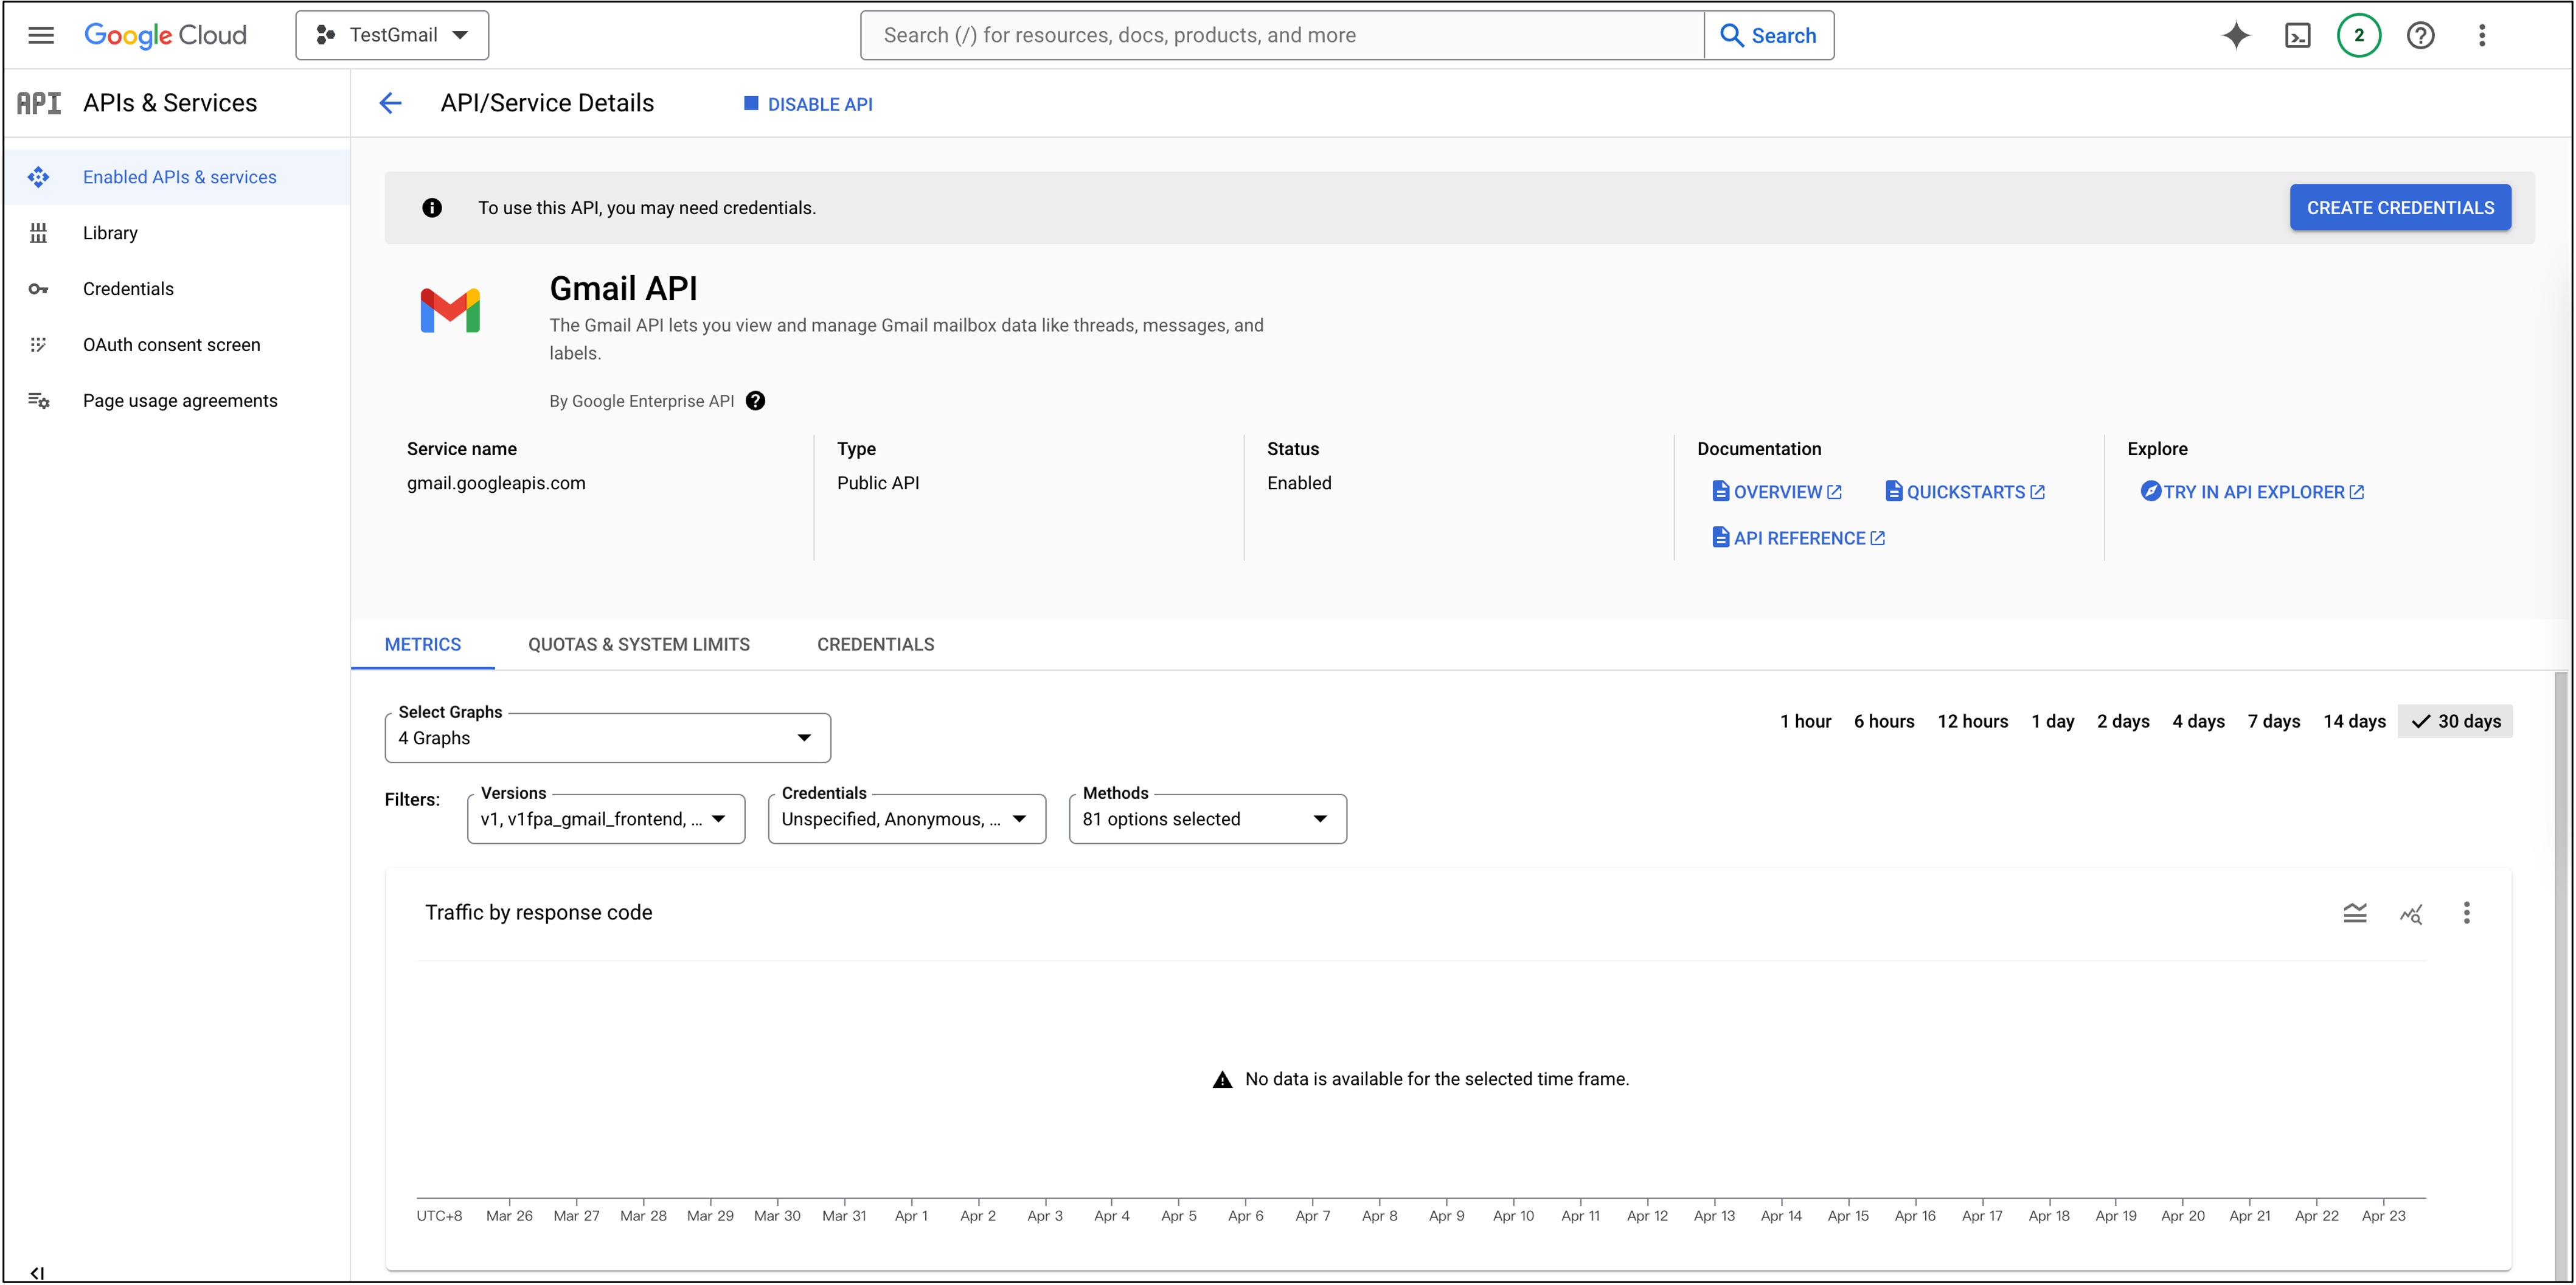 Google Cloud
TestGmail
Search (/) for resources, docs, products, and more
Search
2
API
APIs & Services
API/Service Details
DISABLE API
Enabled APIs & services
Library
Credentials
OAuth consent screen
Page usage agreements
To use this API, you may need credentials.
CREATE CREDENTIALS
Gmail API
The Gmail API lets you view and manage Gmail mailbox data like threads, messages, and
labels.
By Google Enterprise API
Service name
gmail.googleapis.com
Type
Public API
Status
Enabled
Documentation
OVERVIEW
QUICKSTARTS
API REFERENCE
Explore
TRY IN API EXPLORER
METRICS
QUOTAS & SYSTEM LIMITS
CREDENTIALS
Select Graphs
4 Graphs
1 hour
6 hours
12 hours
1 day
2 days
4 days
7 days
14 days
30 days
Filters:
Versions
v1, v1fpa_gmail_frontend, ...
Credentials
Unspecified, Anonymous, ...
Methods
81 options selected
Traffic by response code
No data is available for the selected time frame.
UTC+8 Mar 26 Mar 27 Mar 28 Mar 29 Mar 30 Mar 31 Apr 1 Apr 2 Apr 3 Apr 4 Apr 5 Apr 6 Apr 7 Apr 8 Apr 9 Apr 10 Apr 11 Apr 12 Apr 13 Apr 14 Apr 15 Apr 16 Apr 17 Apr 18 Apr 19 Apr 20 Apr 21 Apr 22 Apr 23